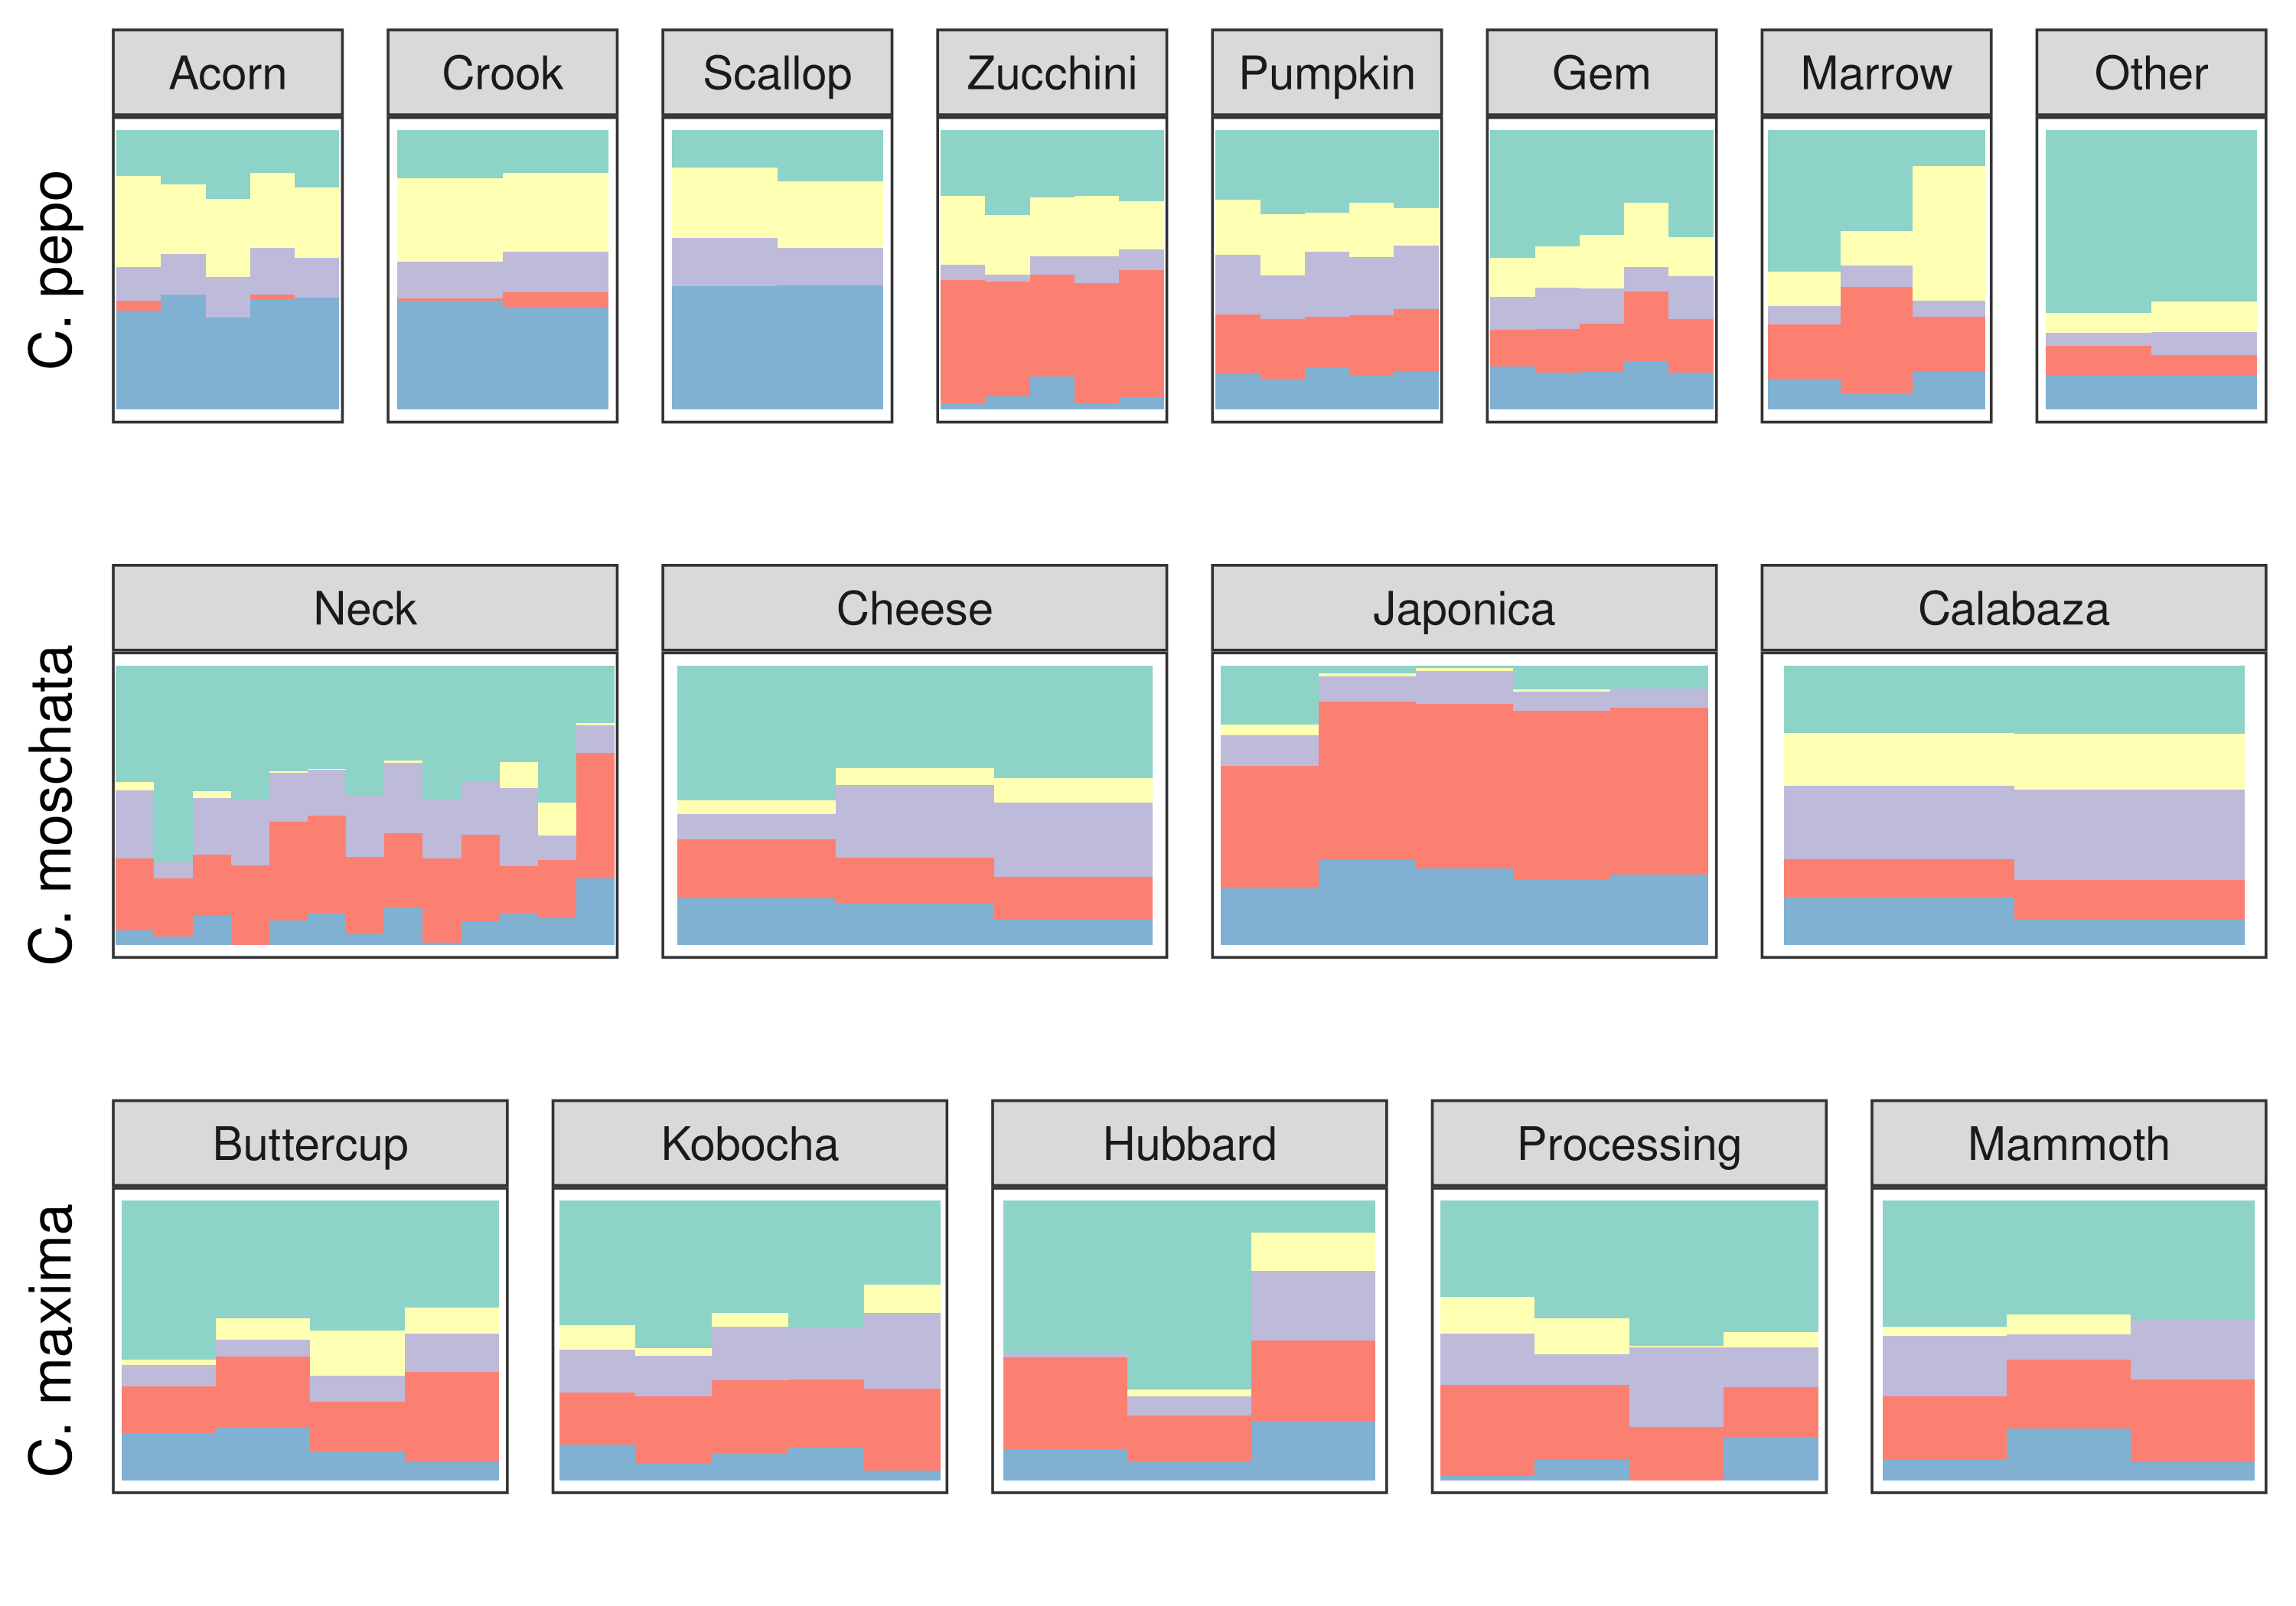 C. pepo
Acorn
Crook
Scallop
Zucchini
Pumpkin
Gem
Marrow
Other
C. moschata
Neck
Cheese
Japonica
Calabaza
C. maxima
Buttercup
Kobocha
Hubbard
Processing
Mammoth